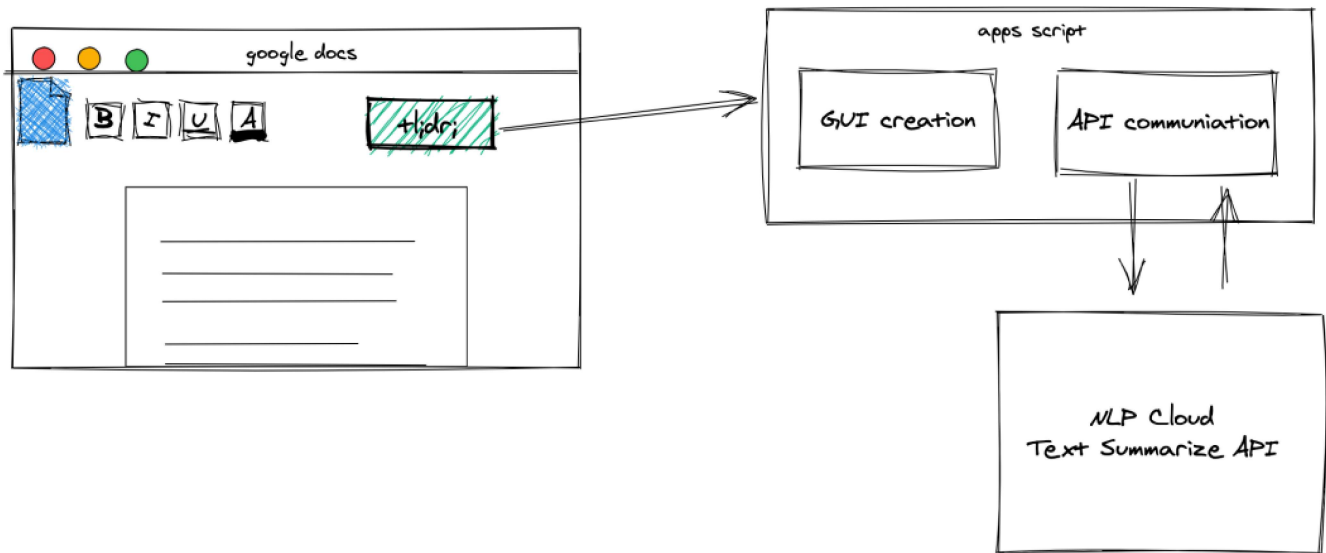 google docs
B I U A
tl;dr;
apps script
GUI creation
API communiation
NLP Cloud
Text Summarize API